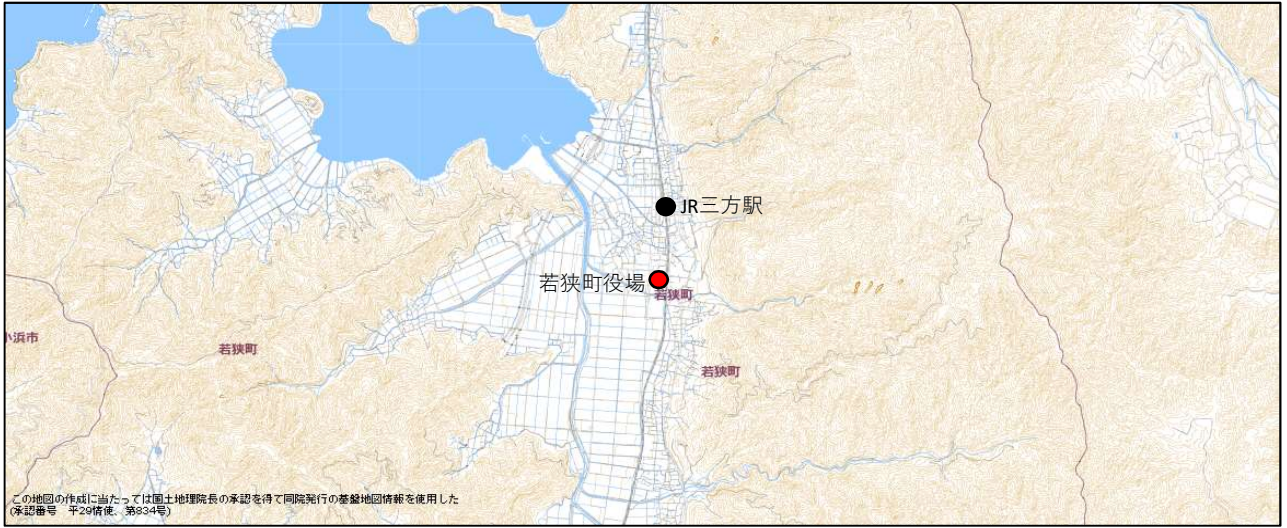 JR三方駅
若狭町役場
若狭町
小浜市
若狭町
若狭町
この地図の作成に当たっては国土地理院長の承認を得て同院発行の基盤地図情報を使用した
(承認番号　平29情使、第834号)